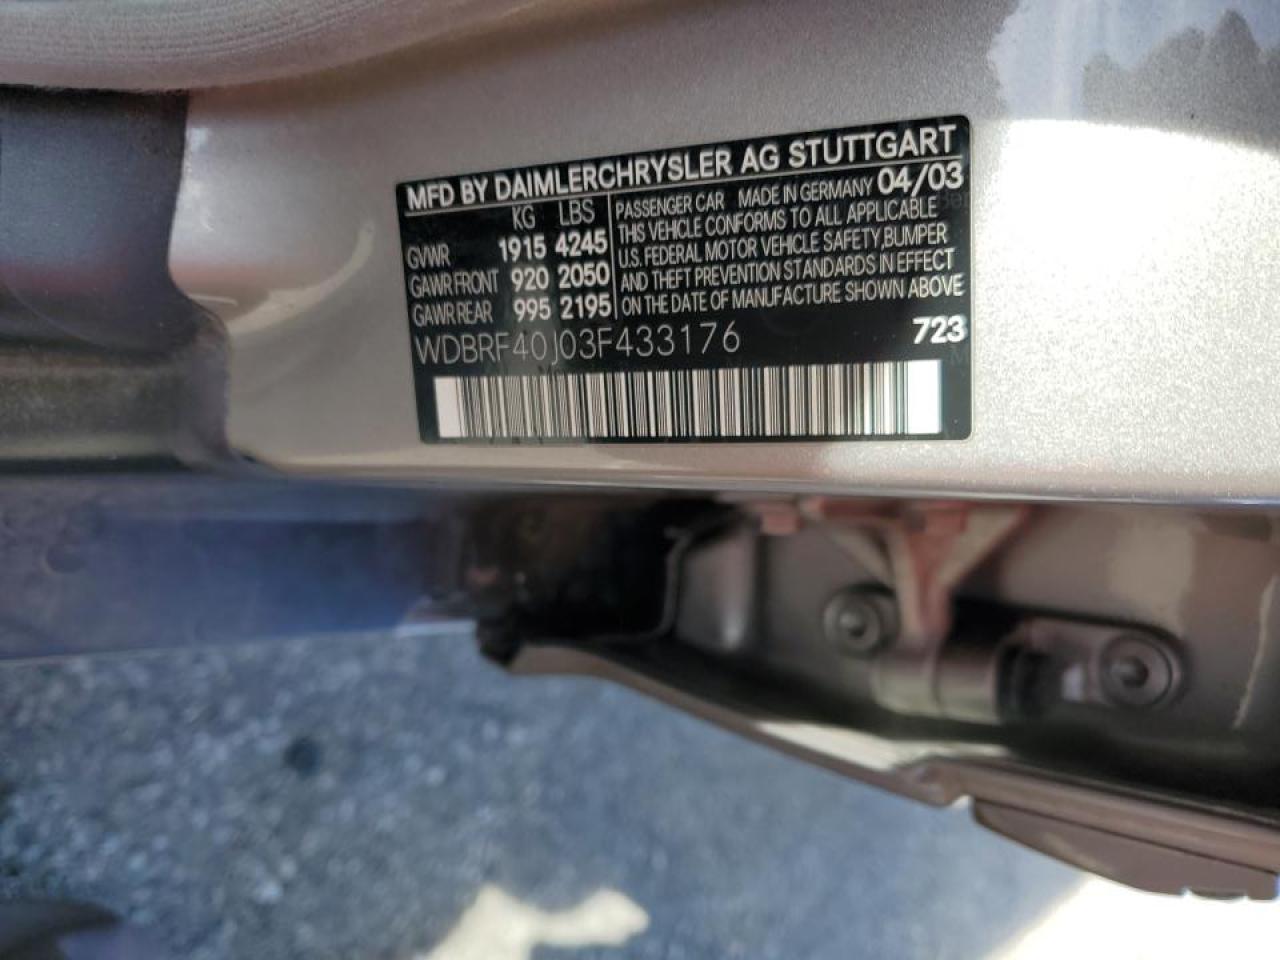 MFD BY DAIMLERCHRYSLER AG STUTTGART
KG LBS
GVWR 1915 4245
GAWR FRONT 920 2050
GAWR REAR 995 2195
PASSENGER CAR MADE IN GERMANY 04/03
THIS VEHICLE CONFORMS TO ALL APPLICABLE
U.S. FEDERAL MOTOR VEHICLE SAFETY,BUMPER
AND THEFT PREVENTION STANDARDS IN EFFECT
ON THE DATE OF MANUFACTURE SHOWN ABOVE
WDBRF40J03F433176 723